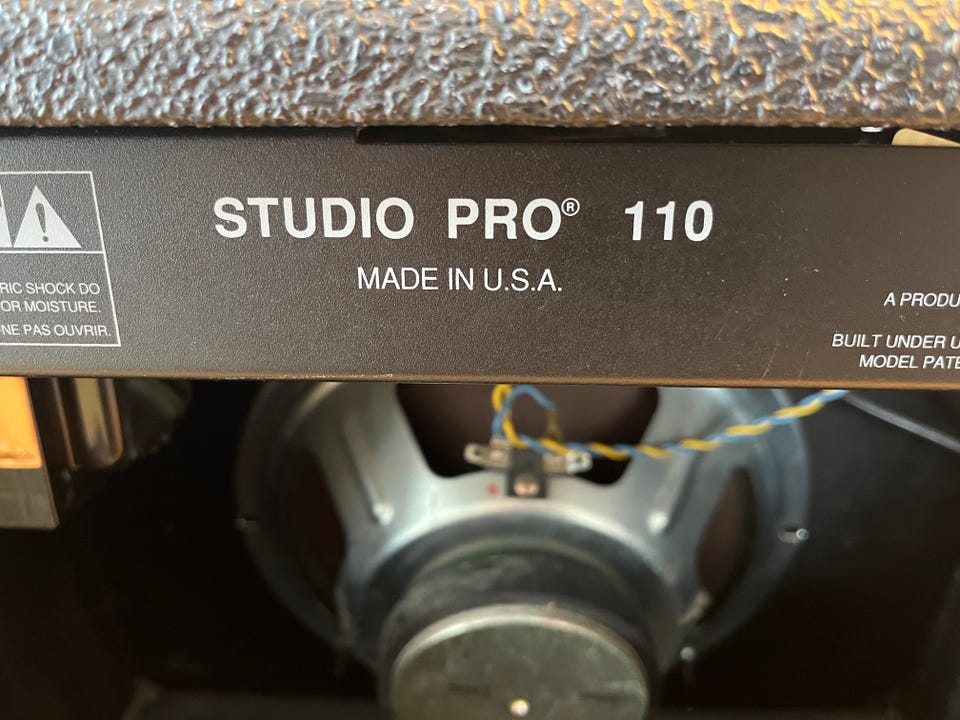 STUDIO PRO® 110
MADE IN U.S.A.
RIC SHOCK DO
OR MOISTURE.
NE PAS OUVRIR.
A PRODU
BUILT UNDER U
MODEL PATE